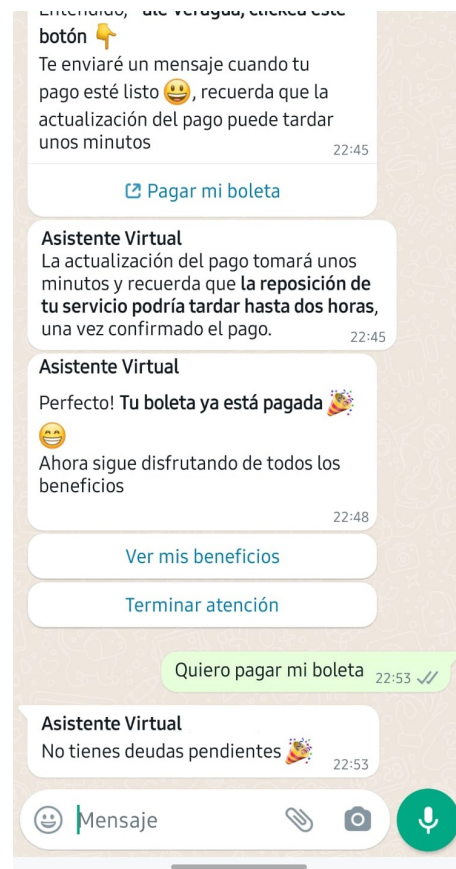 botón 👇
Te enviaré un mensaje cuando tu
pago esté listo 😃, recuerda que la
actualización del pago puede tardar
unos minutos
22:45
Pagar mi boleta
Asistente Virtual
La actualización del pago tomará unos
minutos y recuerda que la reposición de
tu servicio podría tardar hasta dos horas,
una vez confirmado el pago.
22:45
Asistente Virtual
Perfecto! Tu boleta ya está pagada 🎉
😁
Ahora sigue disfrutando de todos los
beneficios
22:48
Ver mis beneficios
Terminar atención
Quiero pagar mi boleta 22:53
Asistente Virtual
No tienes deudas pendientes 🎉
22:53
Mensaje